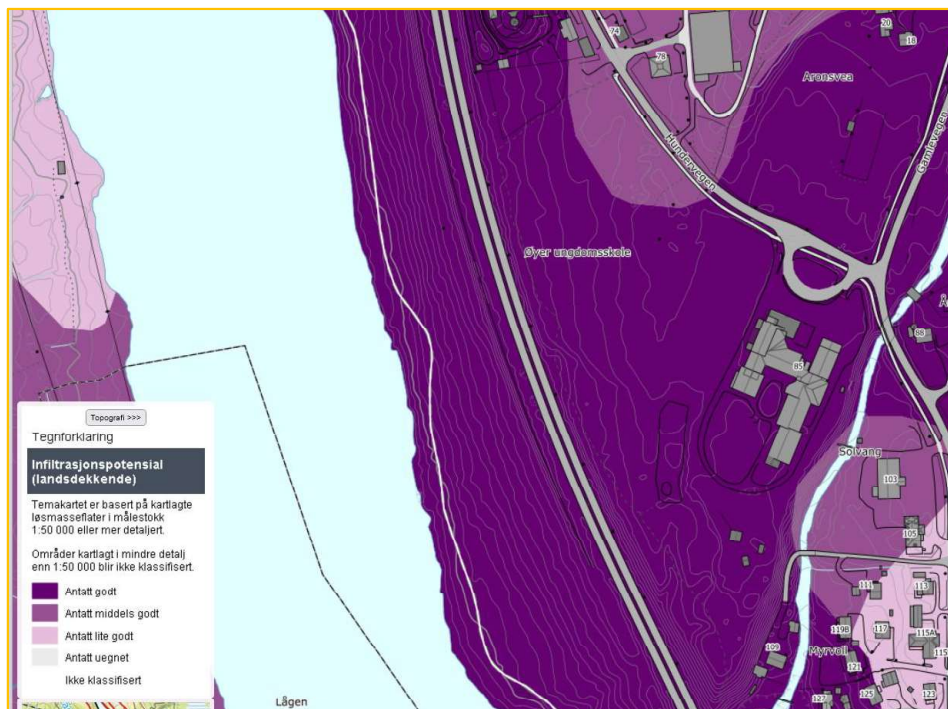 20
18
74
78
Aronsvea
Hundervegen
Gamlevegen
Øyer ungdomsskole
88
85
Solvang
103
105
111
113
119B
117
115A
Myrvoll
109
121
127
125
123
Topografi >>>
Tegnforklaring
Infiltrasjonspotensial
(landsdekkende)
Temakartet er basert på kartlagte
løsmasseflater i målestokk
1:50 000 eller mer detaljert.
Områder kartlagt i mindre detalj
enn 1:50 000 blir ikke klassifisert.
Antatt godt
Antatt middels godt
Antatt lite godt
Antatt uegnet
Ikke klassifisert
Lågen